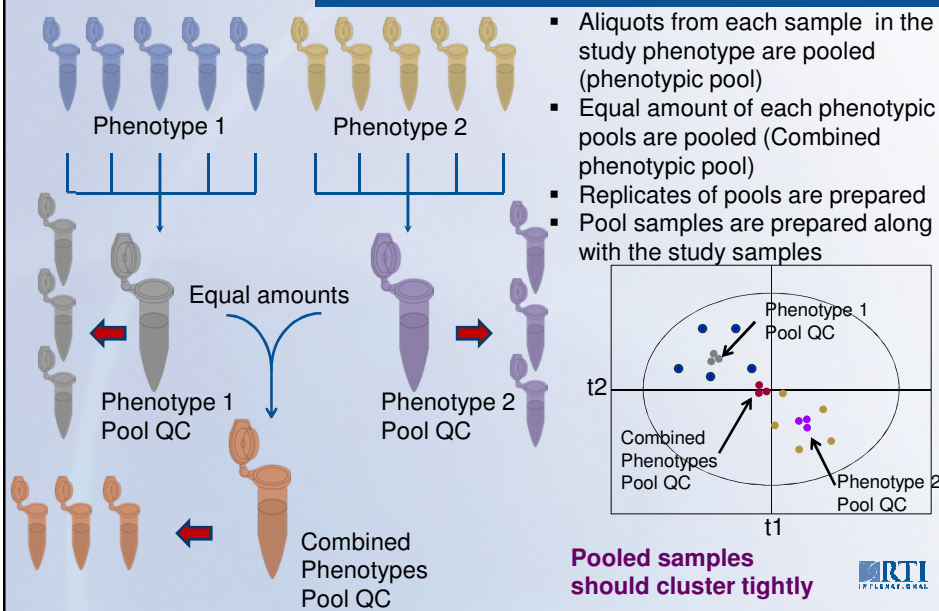 Phenotype 1
Phenotype 2
Equal amounts
Phenotype 1
Pool QC
Phenotype 2
Pool QC
Combined
Phenotypes
Pool QC
▪ Aliquots from each sample in the
study phenotype are pooled
(phenotypic pool)
▪ Equal amount of each phenotypic
pools are pooled (Combined
phenotypic pool)
▪ Replicates of pools are prepared
▪ Pool samples are prepared along
with the study samples
Phenotype 1
Pool QC
t2
Combined
Phenotypes
Pool QC
Phenotype 2
Pool QC
t1
Pooled samples
should cluster tightly
RTI
INTERNATIONAL